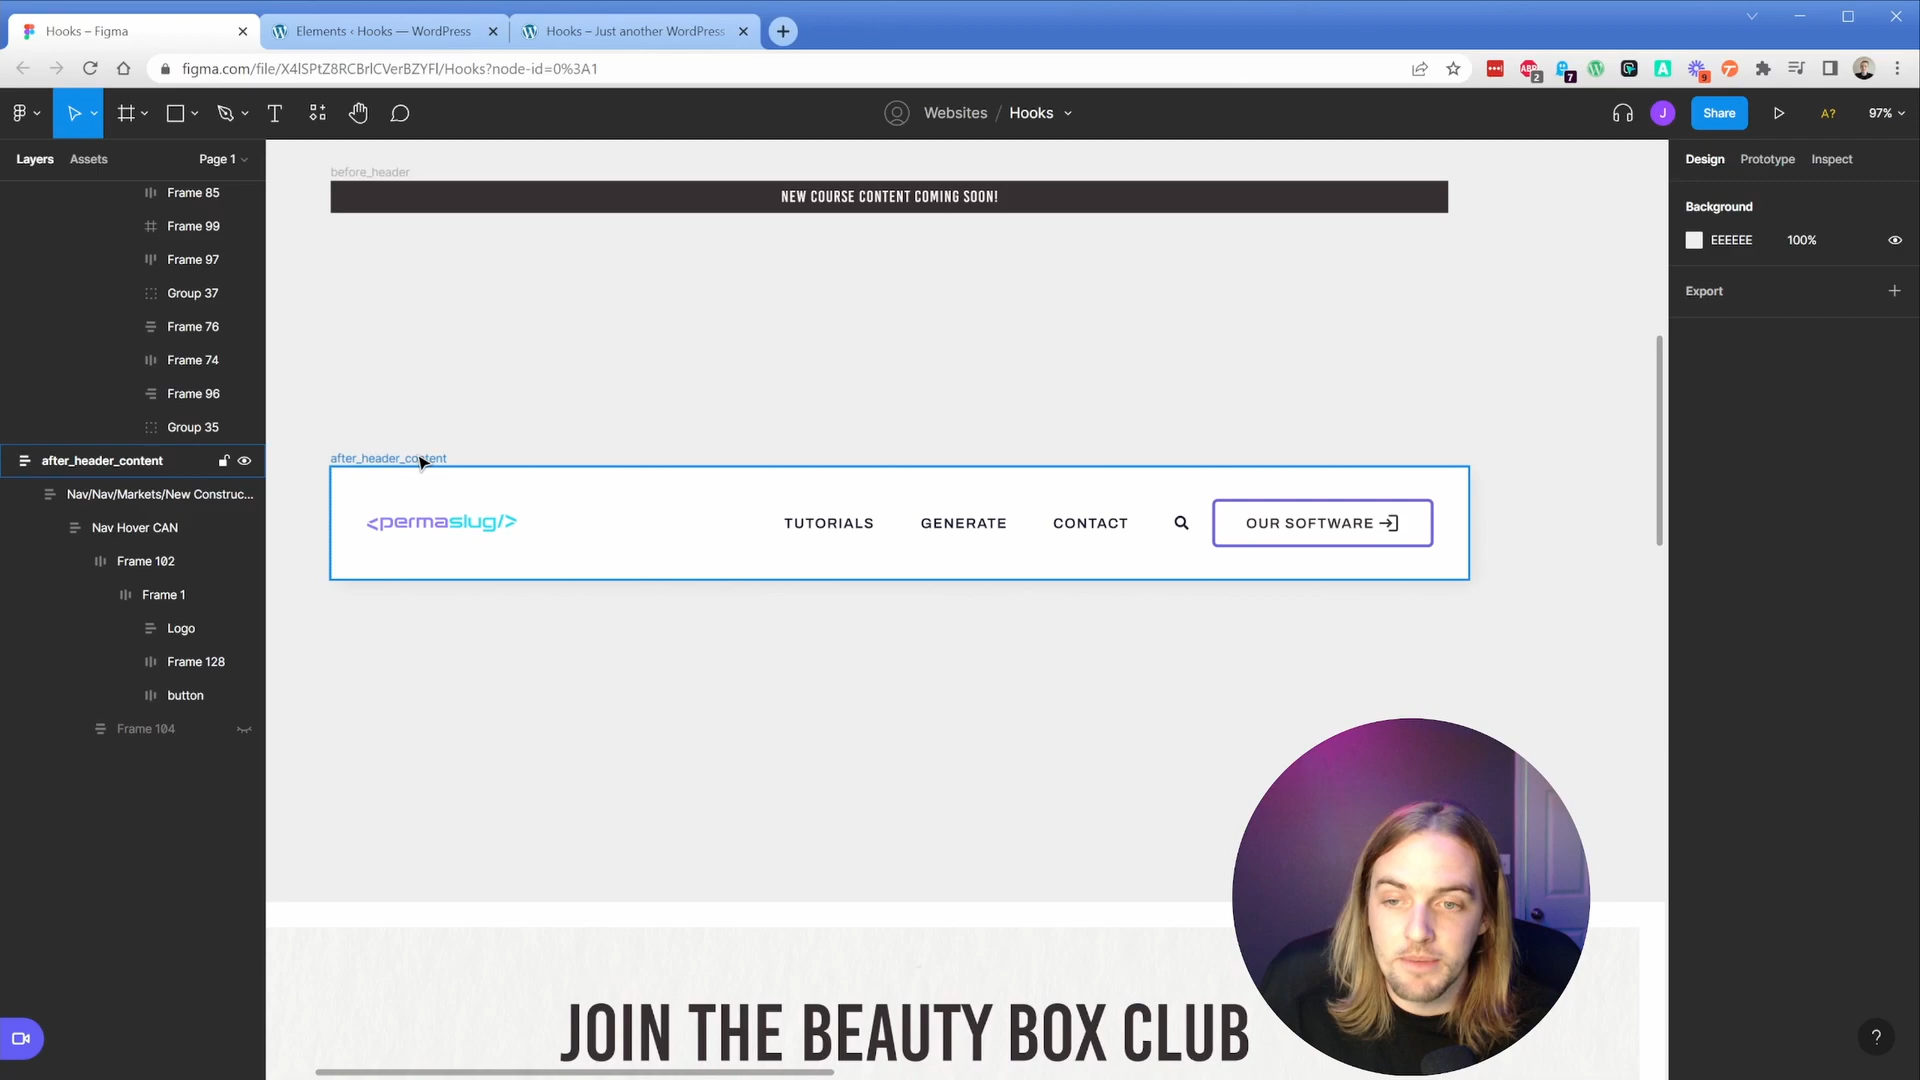 Hooks – Figma
Elements ‹ Hooks — WordPress
Hooks – Just another WordPress
figma.com/file/X4lSPtZ8RCBrlCVerBZYFl/Hooks?node-id=0%3A1
2
7
9
Websites / Hooks
J
Share
A?
97%
Layers
Assets
Page 1
Design
Prototype
Inspect
Frame 85
Frame 99
Frame 97
Group 37
Frame 76
Frame 74
Frame 96
Group 35
after_header_content
Nav/Nav/Markets/New Construc...
Nav Hover CAN
Frame 102
Frame 1
Logo
Frame 128
button
Frame 104
before_header
NEW COURSE CONTENT COMING SOON!
after_header_content
<permaslug/>
TUTORIALS
GENERATE
CONTACT
OUR SOFTWARE
JOIN THE BEAUTY BOX CLUB
Background
EEEEEE
100%
Export
?